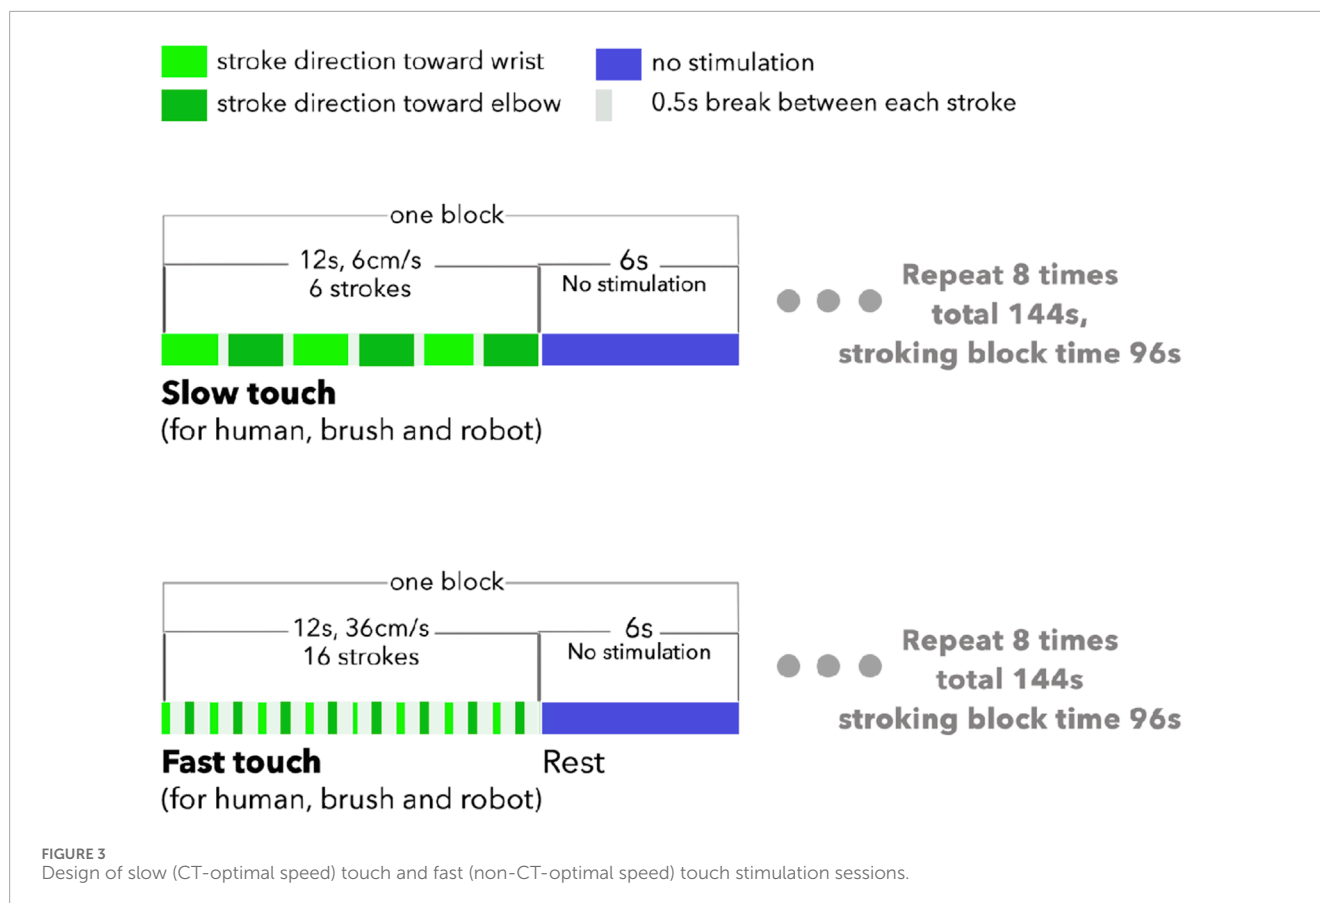 stroke direction toward wrist
no stimulation
stroke direction toward elbow
0.5s break between each stroke
one block
12s, 6cm/s
6 strokes
6s
No stimulation
Repeat 8 times
total 144s,
stroking block time 96s
Slow touch
(for human, brush and robot)
one block
12s, 36cm/s
16 strokes
6s
No stimulation
Repeat 8 times
total 144s
stroking block time 96s
Fast touch
Rest
(for human, brush and robot)
FIGURE 3
Design of slow (CT-optimal speed) touch and fast (non-CT-optimal speed) touch stimulation sessions.